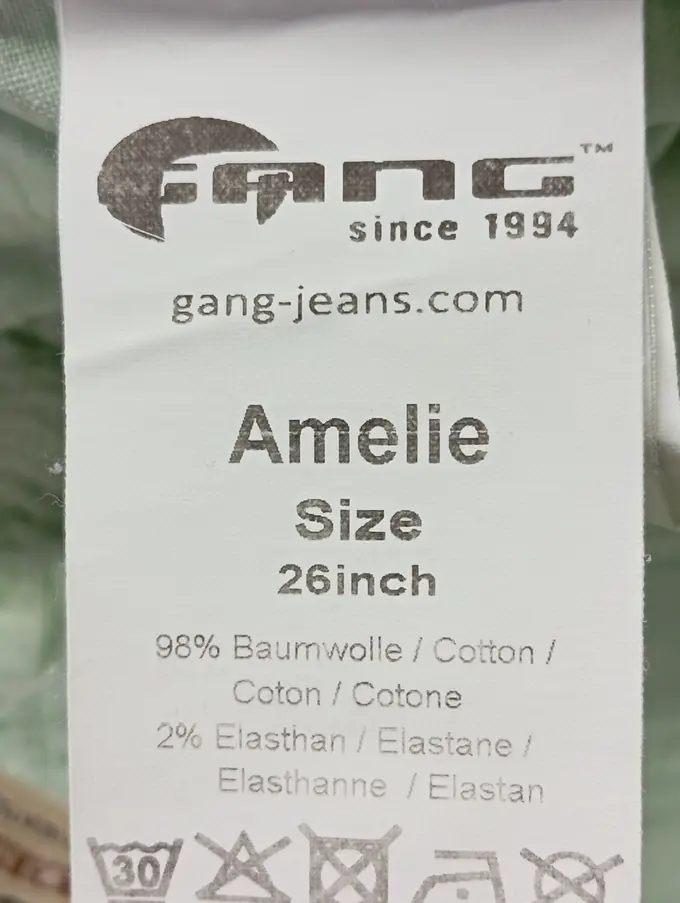 Gang™
since 1994
gang-jeans.com
Amelie
Size
26inch
98% Baumwolle / Cotton /
Coton / Cotone
2% Elasthan / Elastane /
Elasthanne / Elastan
30